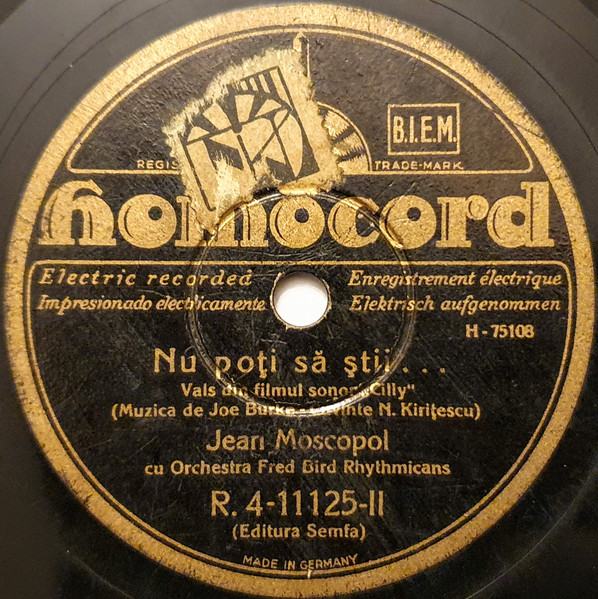 B.I.E.M.
REGIS
TRADE-MARK
homocord
Electric recorded Enregistrement électrique
Impresionado electricamente Elektrisch aufgenommen
H-75108
Nu poţi să ştii...
Vals din filmul sonor "Cilly"
(Muzica de Joe Burke - Cuvinte N. Kiriţescu)
Jean Moscopol
cu Orchestra Fred Bird Rhythmicans
R. 4-11125-II
(Editura Semfa)
MADE IN GERMANY